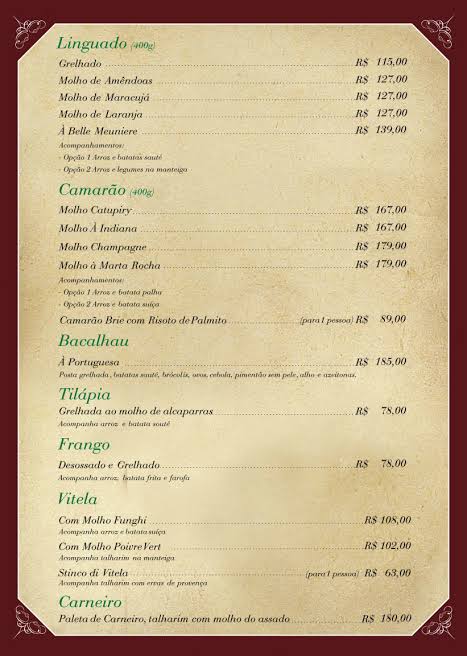 Linguado (400g)
Grelhado R$ 115,00
Molho de Amêndoas R$ 127,00
Molho de Maracujá R$ 127,00
Molho de Laranja R$ 127,00
À Belle Meuniere R$ 139,00
Acompanhamentos:
- Opção 1 Arroz e batatas sauté
- Opção 2 Arroz e legumes na manteiga
Camarão (400g)
Molho Catupiry R$ 167,00
Molho À Indiana R$ 167,00
Molho Champagne R$ 179,00
Molho à Marta Rocha R$ 179,00
Acompanhamentos:
- Opção 1 Arroz e batata palha
- Opção 2 Arroz e batata suíça
Camarão Brie com Risoto de Palmito (para 1 pessoa) R$ 89,00
Bacalhau
À Portuguesa R$ 185,00
Posta grelhada, batatas sauté, brócolis, ovos, cebola, pimentão sem pele, alho e azeitonas.
Tilápia
Grelhada ao molho de alcaparras R$ 78,00
Acompanha arroz e batata sauté
Frango
Desossado e Grelhado R$ 78,00
Acompanha arroz, batata frita e farofa
Vitela
Com Molho Funghi R$ 108,00
Acompanha arroz e batata suíça
Com Molho Poivre Vert R$ 102,00
Acompanha talharim na manteiga
Stinco di Vitela (para 1 pessoa) R$ 63,00
Acompanha talharim com ervas de provença
Carneiro
Paleta de Carneiro, talharim com molho do assado R$ 180,00